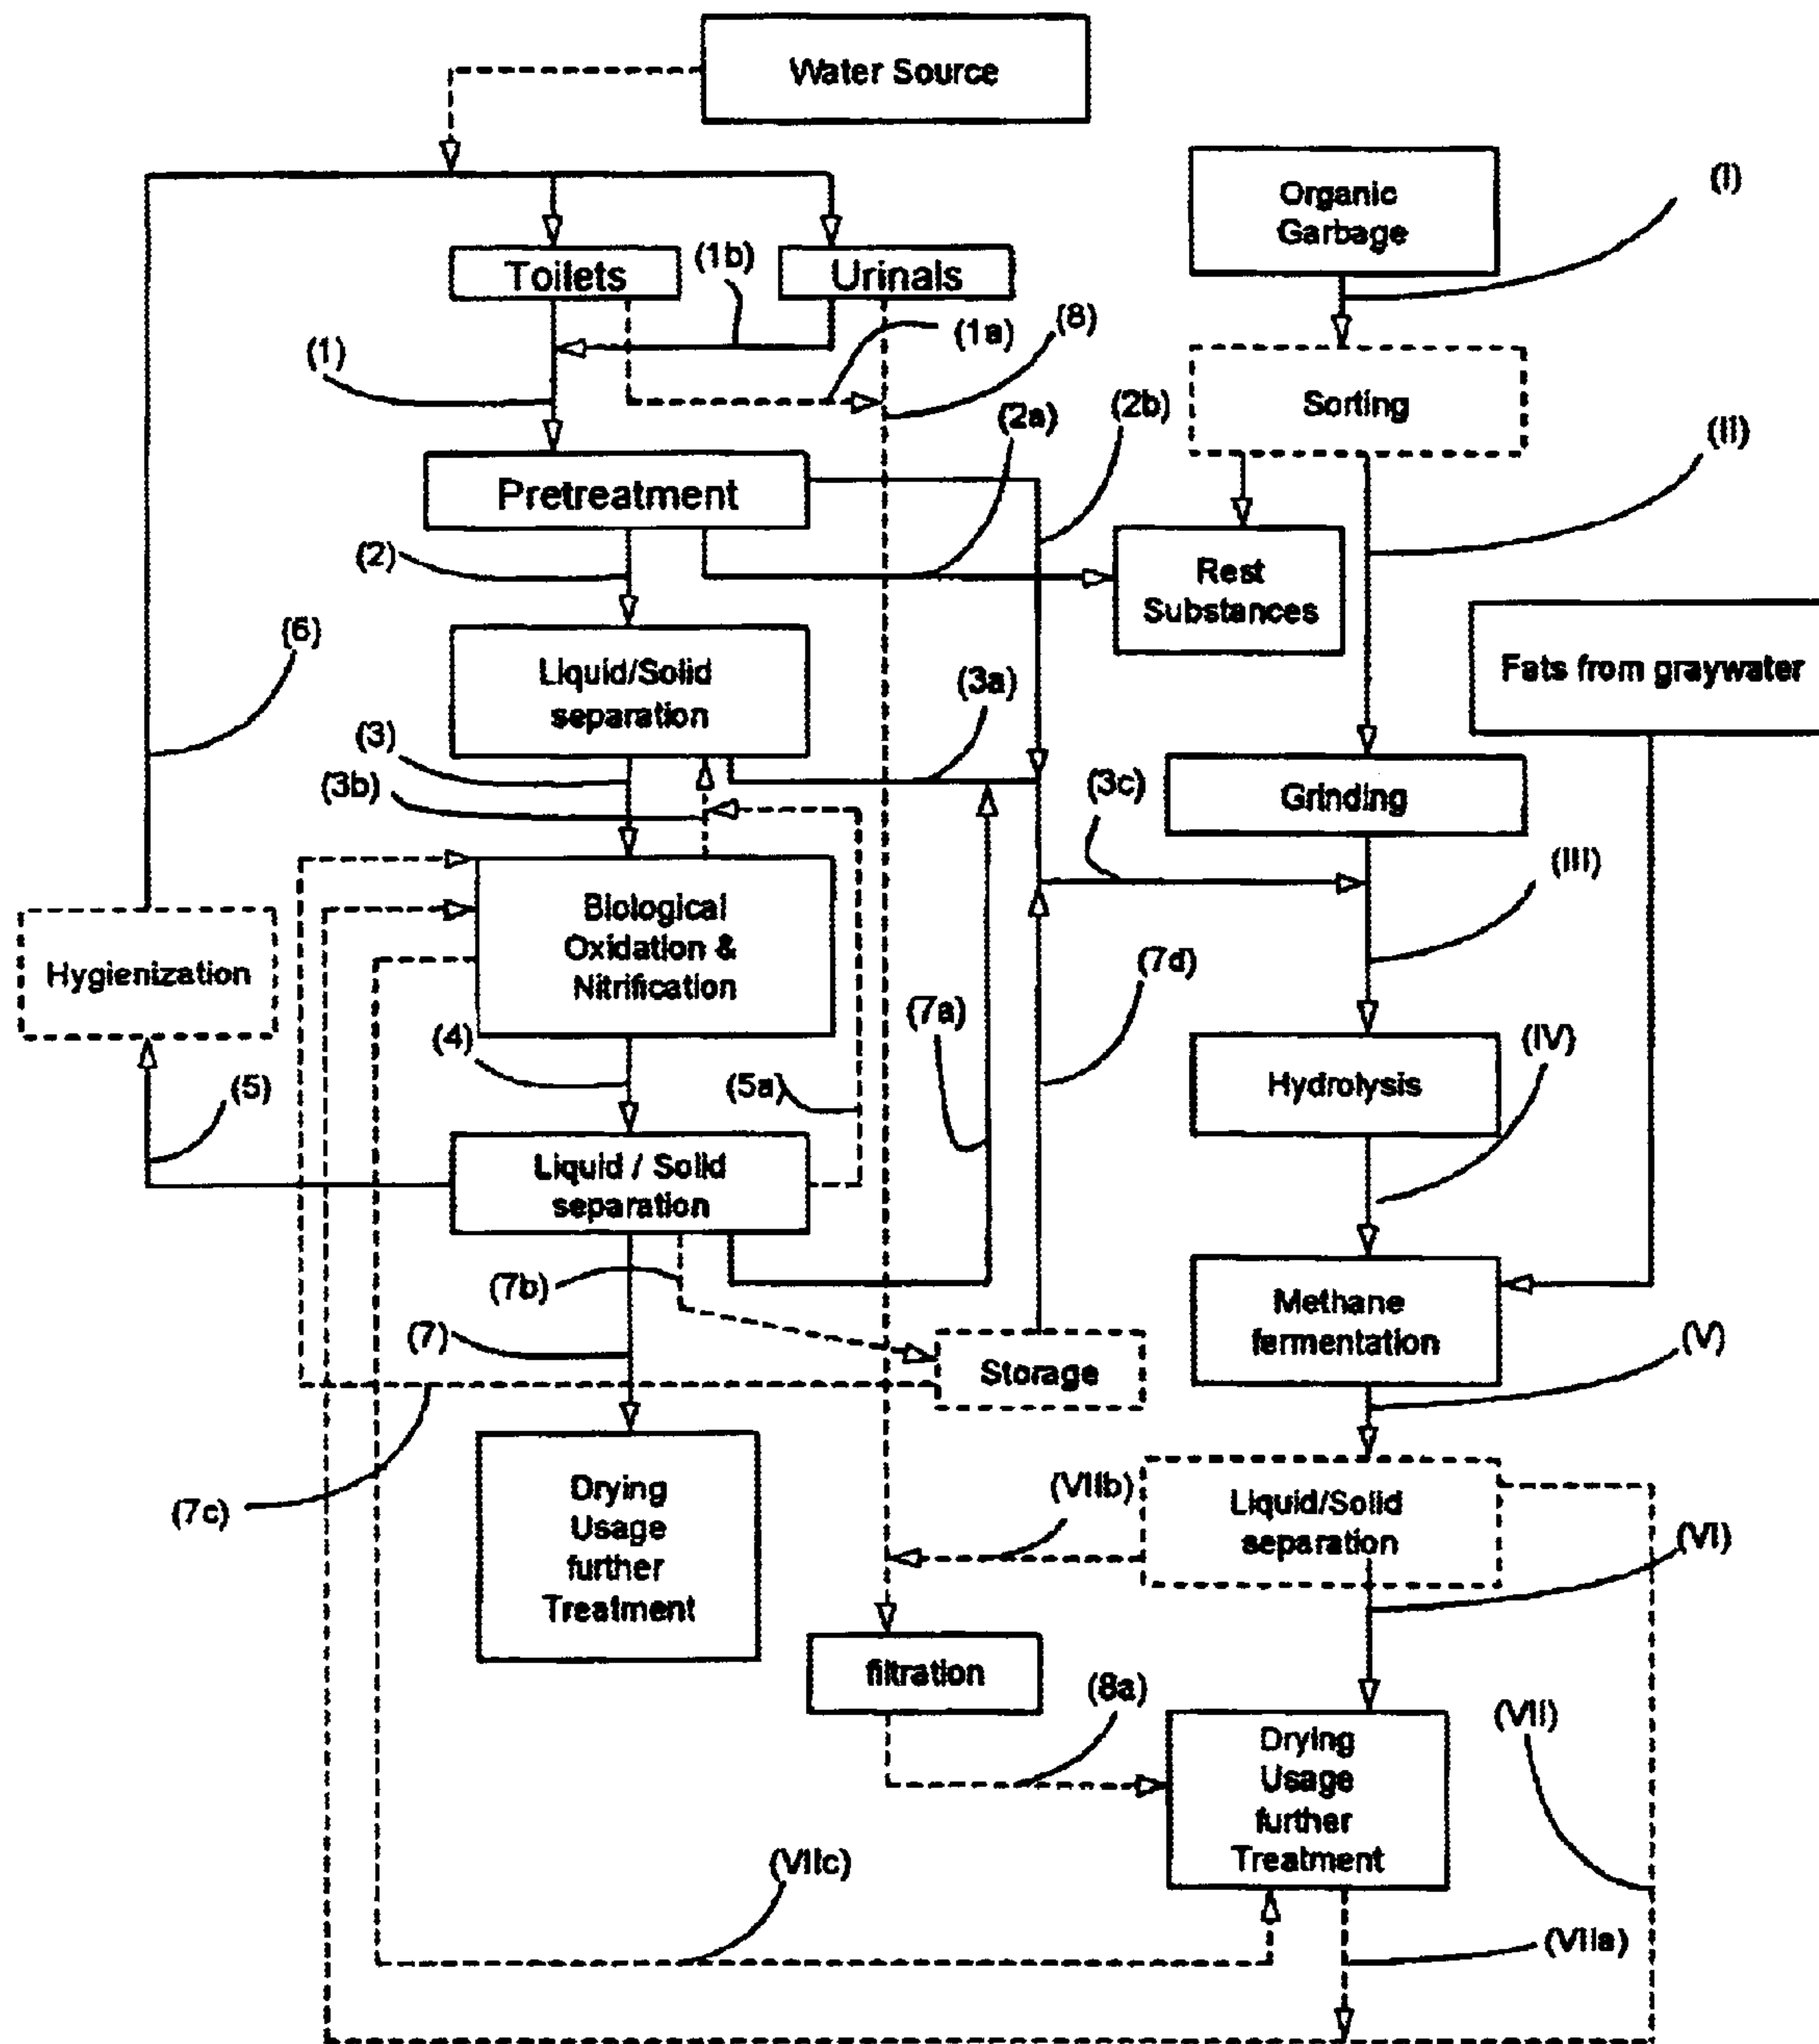 Water Source
Organic
Garbage
(I)
Toilets
(1b)
Urinals
(1)
(1a)
(8)
Sorting
(2a)
(2b)
(II)
Pretreatment
(2)
Rest
Substances
(6)
Liquid/Solid
separation
(3a)
Fats from graywater
(3)
(3b)
(3c)
Grinding
(III)
Biological
Oxidation &
Nitrification
Hygienization
(7a)
(7d)
(4)
(IV)
(5)
(5a)
Hydrolysis
Liquid / Solid
separation
(7b)
(7)
Methane
fermentation
(V)
Storage
(7c)
Drying
Usage
further
Treatment
(VIIb)
Liquid/Solid
separation
(VI)
filtration
(8a)
(VII)
Drying
Usage
further
Treatment
(VIIc)
(VIIa)